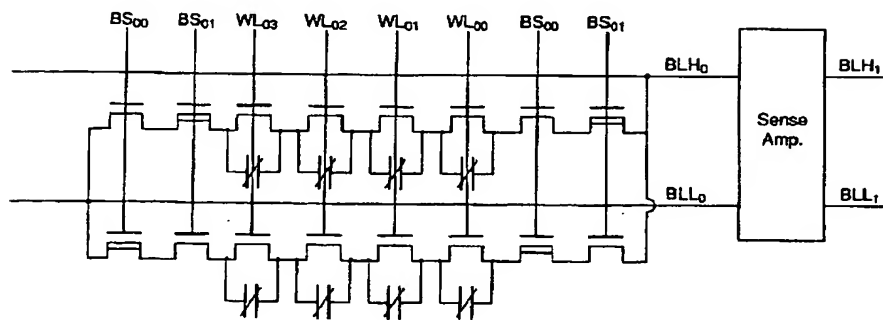 BS00 BS01 WL03 WL02 WL01 WL00 BS00 BS01
BLH0 BLH1
Sense
Amp.
BLL0 BLL1